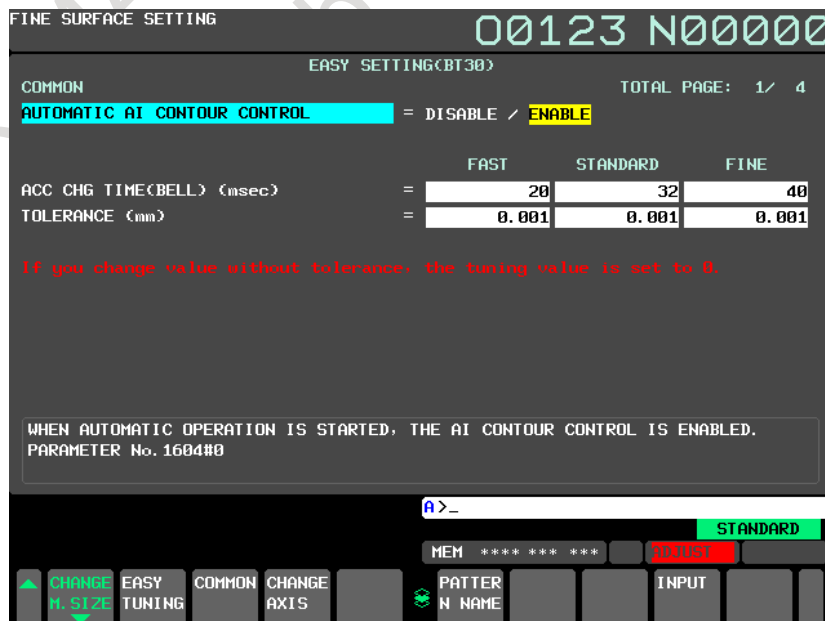 FINE SURFACE SETTING
O0123 N00000
EASY SETTING(BT30)
COMMON TOTAL PAGE: 1/ 4
AUTOMATIC AI CONTOUR CONTROL = DISABLE / ENABLE
FAST STANDARD FINE
ACC CHG TIME(BELL) (msec) = 20 32 40
TOLERANCE (mm) = 0.001 0.001 0.001
If you change value without tolerance, the tuning value is set to 0.
WHEN AUTOMATIC OPERATION IS STARTED, THE AI CONTOUR CONTROL IS ENABLED.
PARAMETER No.1604#0
A>_
STANDARD
MEM **** *** *** ADJUST
CHANGE EASY COMMON CHANGE PATTER INPUT
M.SIZE TUNING AXIS N NAME